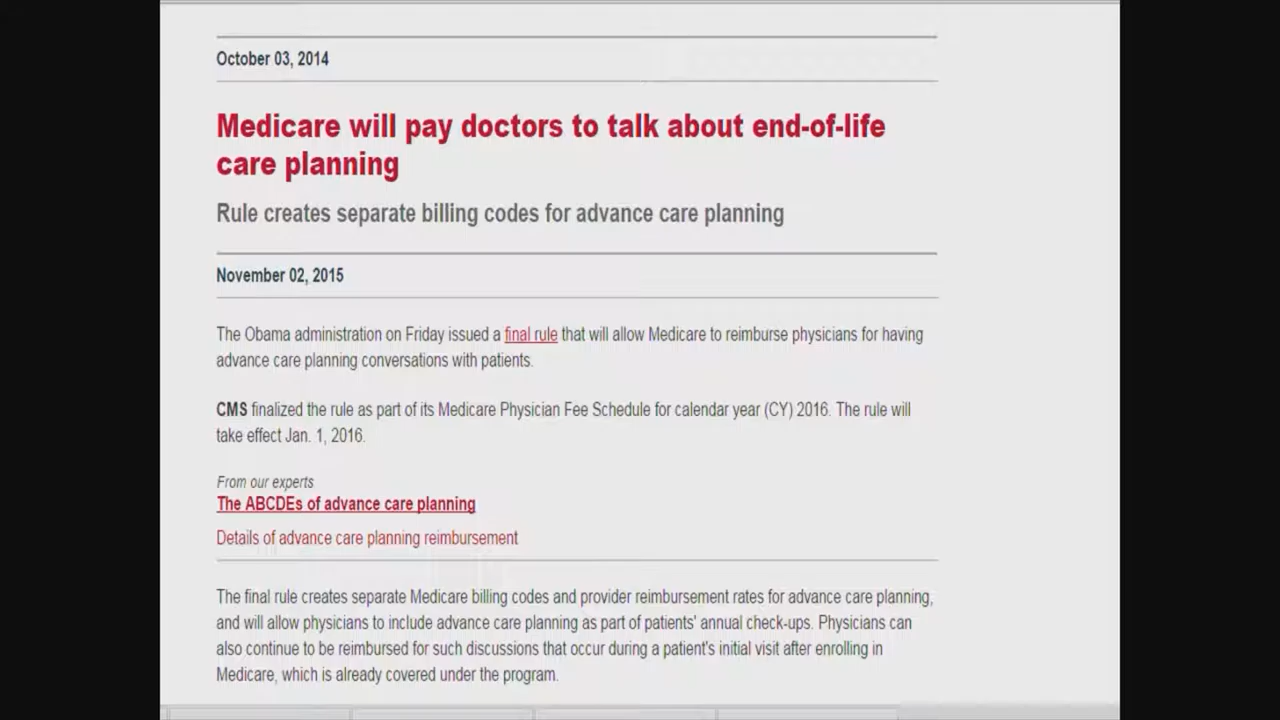 October 03, 2014
Medicare will pay doctors to talk about end-of-life
care planning
Rule creates separate billing codes for advance care planning
November 02, 2015
The Obama administration on Friday issued a final rule that will allow Medicare to reimburse physicians for having
advance care planning conversations with patients.
CMS finalized the rule as part of its Medicare Physician Fee Schedule for calendar year (CY) 2016. The rule will
take effect Jan. 1, 2016.
From our experts
The ABCDEs of advance care planning
Details of advance care planning reimbursement
The final rule creates separate Medicare billing codes and provider reimbursement rates for advance care planning,
and will allow physicians to include advance care planning as part of patients' annual check-ups. Physicians can
also continue to be reimbursed for such discussions that occur during a patient's initial visit after enrolling in
Medicare, which is already covered under the program.